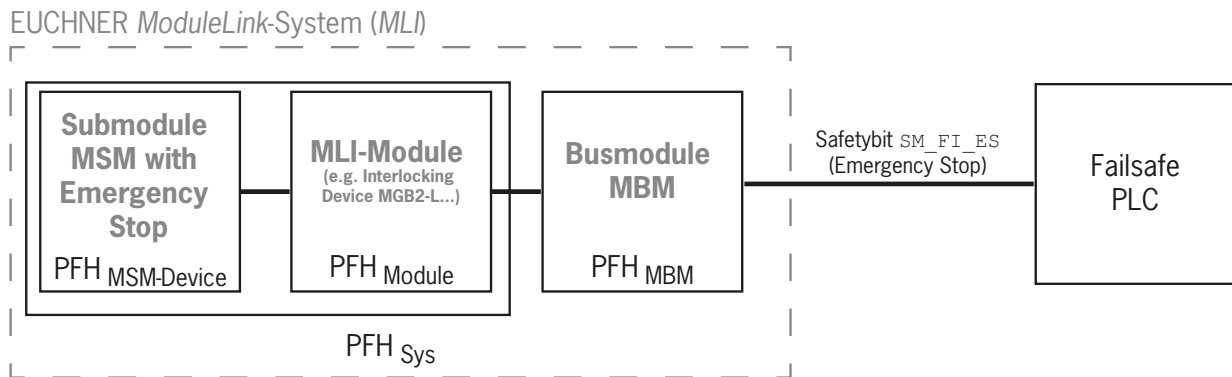 EUCHNER ModuleLink-System (MLI)
Submodule
MSM with
Emergency
Stop
PFH MSM-Device
MLI-Module
(e.g. Interlocking
Device MGB2-L...)
PFH Module
Busmodule
MBM
PFH MBM
PFH Sys
Safetybit SM_FI_ES
(Emergency Stop)
Failsafe
PLC